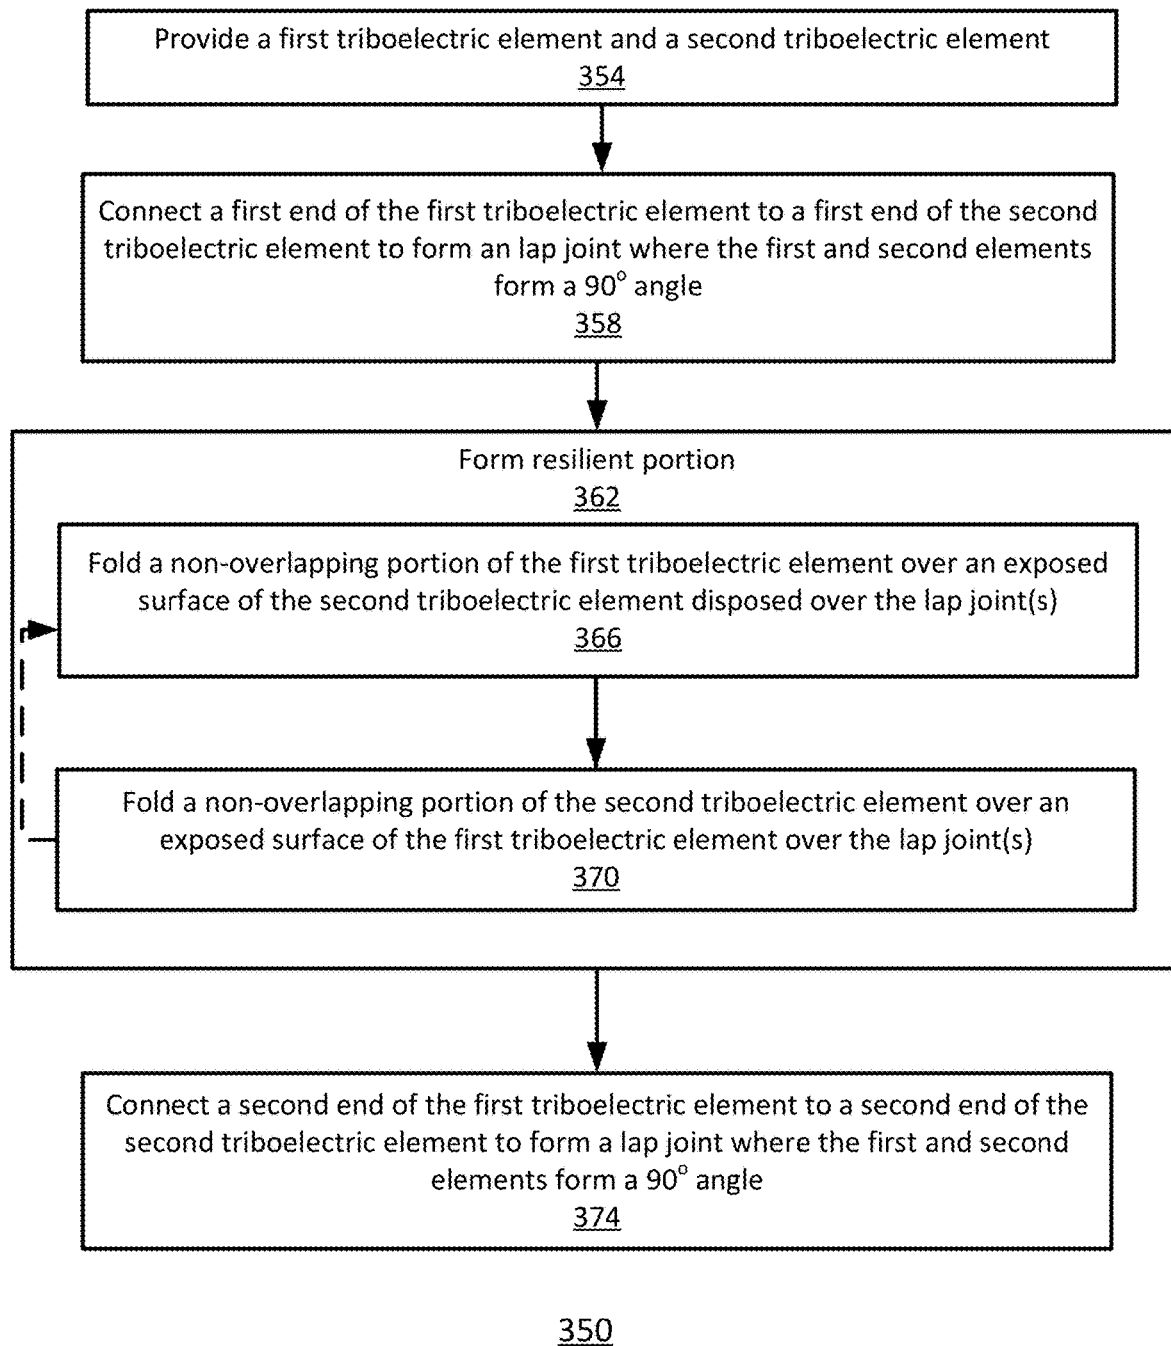 Provide a first triboelectric element and a second triboelectric element
354
Connect a first end of the first triboelectric element to a first end of the second
triboelectric element to form an lap joint where the first and second elements
form a 90° angle
358
Form resilient portion
362
Fold a non-overlapping portion of the first triboelectric element over an exposed
surface of the second triboelectric element disposed over the lap joint(s)
366
Fold a non-overlapping portion of the second triboelectric element over an
exposed surface of the first triboelectric element over the lap joint(s)
370
Connect a second end of the first triboelectric element to a second end of the
second triboelectric element to form a lap joint where the first and second
elements form a 90° angle
374
350